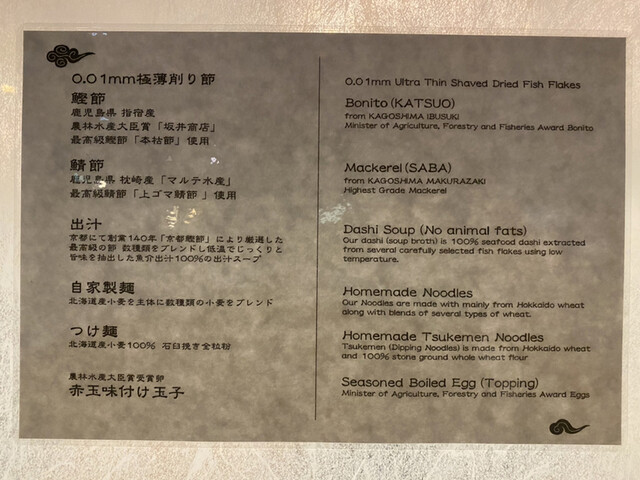 0.01mm極薄削り節
鰹節
鹿児島県 指宿産
農林水産大臣賞「坂井商店」
最高級鰹節「本枯節」使用
鯖節
鹿児島県 枕崎産「マルテ水産」
最高級鯖節「上ゴマ鯖節 」使用
出汁
京都にて創業140年「京都鰹節」により厳選した
最高級の節 数種類をブレンドし低温でじっくりと
旨味を抽出した魚介出汁100%の出汁スープ
自家製麺
北海道産小麦を主体に数種類の小麦をブレンド
つけ麺
北海道産小麦100% 石臼挽き全粒粉
農林水産大臣賞受賞卵
赤玉味付け玉子
0.01mm Ultra Thin Shaved Dried Fish Flakes
Bonito (KATSUO)
from KAGOSHIMA IBUSUKI
Minister of Agriculture, Forestry and Fisheries Award Bonito
Mackerel (SABA)
from KAGOSHIMA MAKURAZAKI
Highest Grade Mackerel
Dashi Soup (No animal fats)
Our dashi (soup broth) is 100% seafood dashi extracted
from several carefully selected fish flakes using low
temperature.
Homemade Noodles
Our Noodles are made with mainly from Hokkaido wheat
along with blends of several types of wheat.
Homemade Tsukemen Noodles
Tsukemen (Dipping Noodles) is made from Hokkaido wheat
and 100% stone ground whole wheat flour
Seasoned Boiled Egg (Topping)
Minister of Agriculture, Forestry and Fisharies Award Eggs